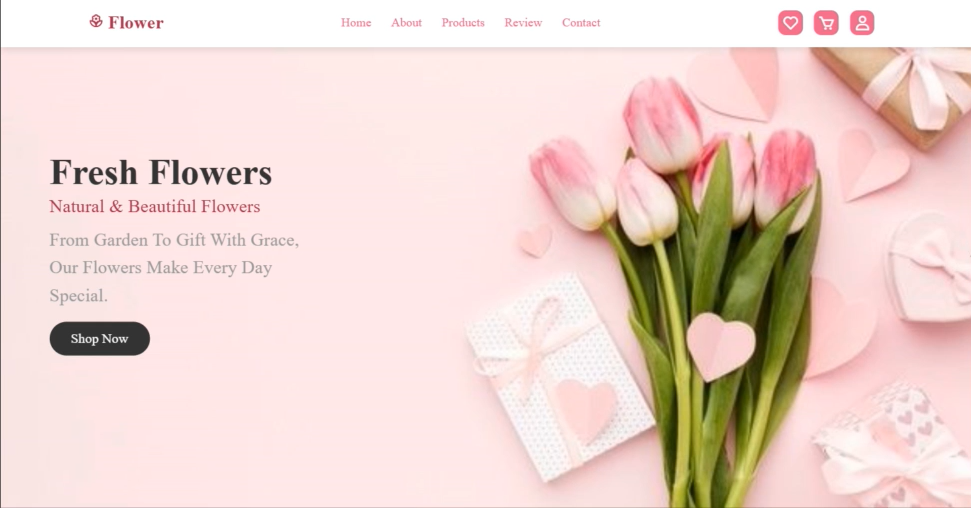 Flower
Home About Products Review Contact
Fresh Flowers
Natural & Beautiful Flowers
From Garden To Gift With Grace,
Our Flowers Make Every Day
Special.
Shop Now